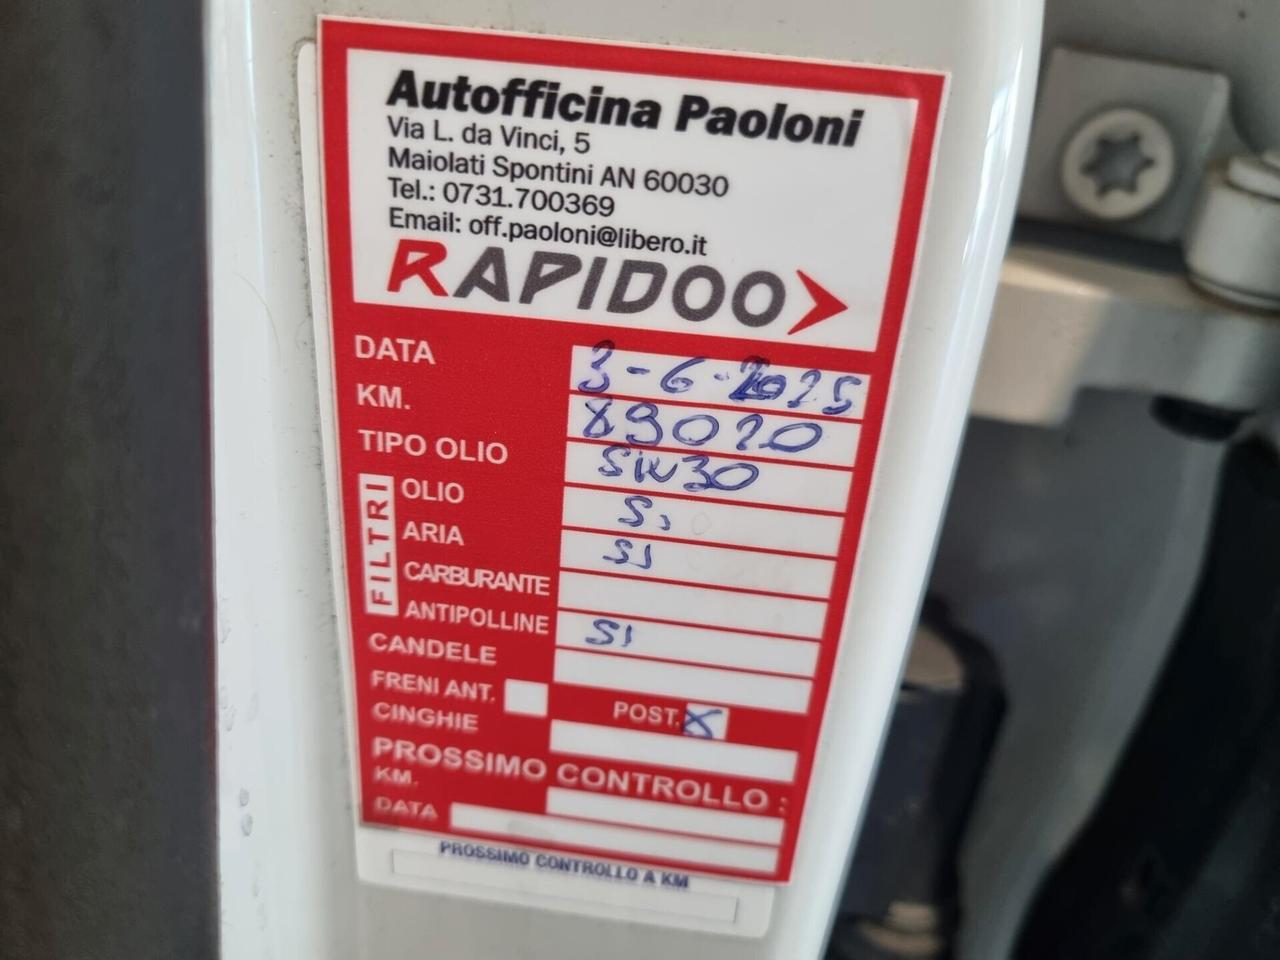 Autofficina Paoloni
Via L. da Vinci, 5
Maiolati Spontini AN 60030
Tel.: 0731.700369
Email: off.paoloni@libero.it
RAPIDOO
DATA 3-6-2025
KM. 89020
TIPO OLIO 5W30
FILTRI
OLIO Si
ARIA SI
CARBURANTE
ANTIPOLLINE SI
CANDELE
FRENI ANT. POST. X
CINGHIE
PROSSIMO CONTROLLO :
KM.
DATA
PROSSIMO CONTROLLO A KM